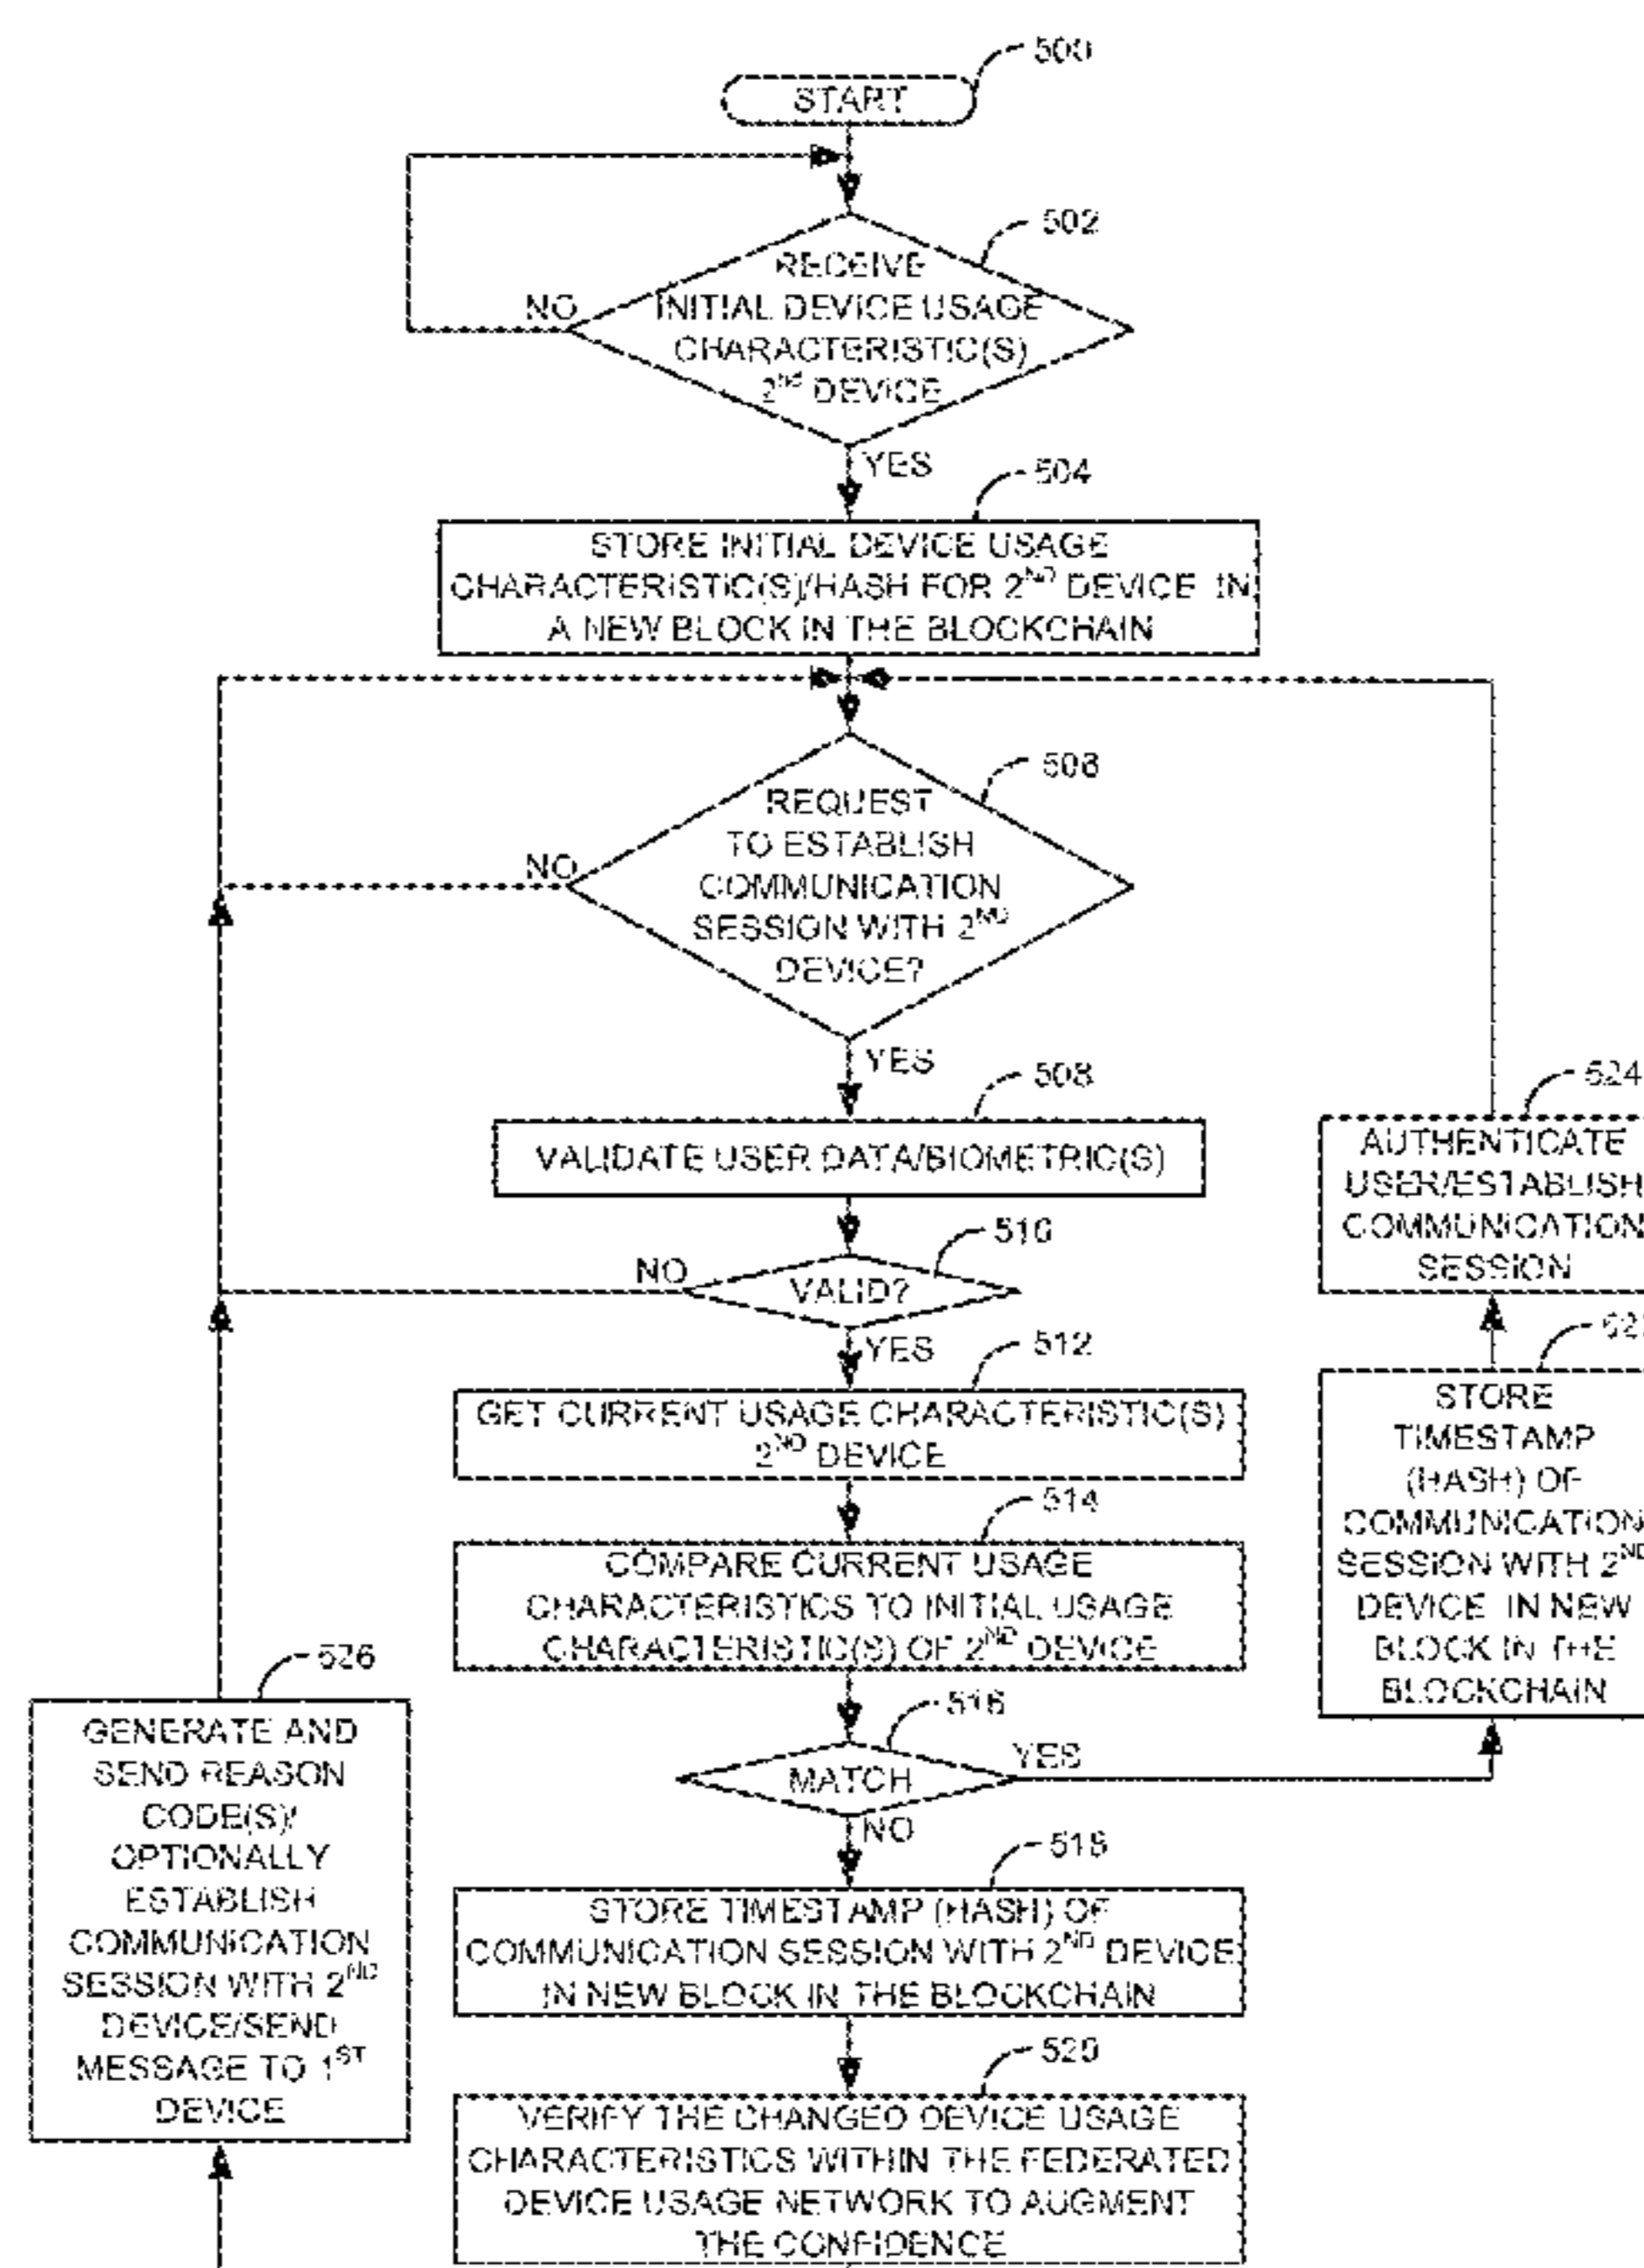 500
START
502
RECEIVE
INITIAL DEVICE USAGE
CHARACTERISTIC(S)
2nd DEVICE
NO
YES
504
STORE INITIAL DEVICE USAGE
CHARACTERISTIC(S)/HASH FOR 2ND DEVICE IN
A NEW BLOCK IN THE BLOCKCHAIN
506
REQUEST
TO ESTABLISH
COMMUNICATION
SESSION WITH 2ND
DEVICE?
NO
YES
508
VALIDATE USER DATA/BIOMETRIC(S)
510
VALID?
NO
YES
512
GET CURRENT USAGE CHARACTERISTIC(S)
2ND DEVICE
514
COMPARE CURRENT USAGE
CHARACTERISTICS TO INITIAL USAGE
CHARACTERISTIC(S) OF 2ND DEVICE
516
MATCH
YES
NO
518
STORE TIMESTAMP (HASH) OF
COMMUNICATION SESSION WITH 2ND DEVICE
IN NEW BLOCK IN THE BLOCKCHAIN
520
VERIFY THE CHANGED DEVICE USAGE
CHARACTERISTICS WITHIN THE FEDERATED
DEVICE USAGE NETWORK TO AUGMENT
THE CONFIDENCE
524
AUTHENTICATE
USER/ESTABLISH
COMMUNICATION
SESSION
STORE
TIMESTAMP
(HASH) OF
COMMUNICATION
SESSION WITH 2ND
DEVICE IN NEW
BLOCK IN THE
BLOCKCHAIN
526
GENERATE AND
SEND REASON
CODE(S)/
OPTIONALLY
ESTABLISH
COMMUNICATION
SESSION WITH 2ND
DEVICE/SEND
MESSAGE TO 1ST
DEVICE